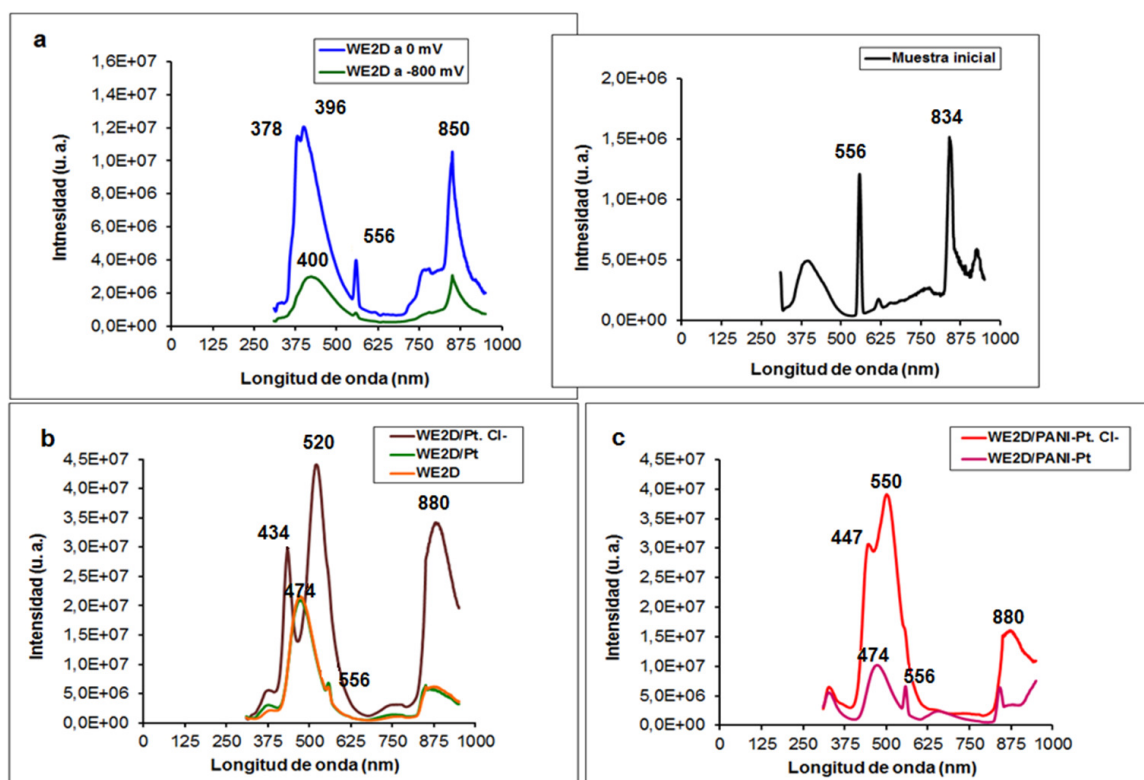 a
WE2D a 0 mV
WE2D a -800 mV
1,6E+07
1,4E+07
1,2E+07
1,0E+07
8,0E+06
6,0E+06
4,0E+06
2,0E+06
0,0E+00
Intnesidad (u. a.)
378
396
400
556
850
0 125 250 375 500 625 750 875 1000
Longitud de onda (nm)
Muestra inicial
2,0E+06
1,5E+06
1,0E+06
5,0E+05
0,0E+00
Intensidad (u. a.)
556
834
0 125 250 375 500 625 750 875 1000
Longitud de onda (nm)
b
WE2D/Pt. Cl-
WE2D/Pt
WE2D
4,5E+07
4,0E+07
3,5E+07
3,0E+07
2,5E+07
2,0E+07
1,5E+07
1,0E+07
5,0E+06
0,0E+00
Intensidad (u. a.)
434
520
474
556
880
0 125 250 375 500 625 750 875 1000
Longitud de onda (nm)
c
WE2D/PANI-Pt. Cl-
WE2D/PANI-Pt
4,5E+07
4,0E+07
3,5E+07
3,0E+07
2,5E+07
2,0E+07
1,5E+07
1,0E+07
5,0E+06
0,0E+00
Intensidad (u. a.)
447
550
474
556
880
0 125 250 375 500 625 750 875 1000
Longitud de onda (nm)